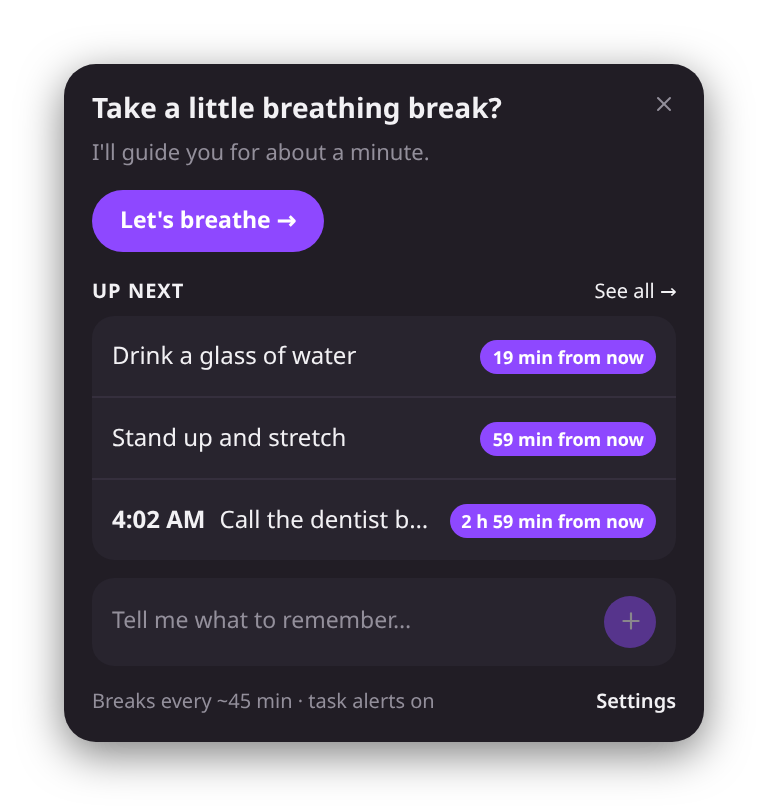 Take a little breathing break?
I'll guide you for about a minute.
Let's breathe →
UP NEXT See all →
Drink a glass of water 19 min from now
Stand up and stretch 59 min from now
4:02 AM Call the dentist b... 2 h 59 min from now
Tell me what to remember...
Breaks every ~45 min · task alerts on Settings